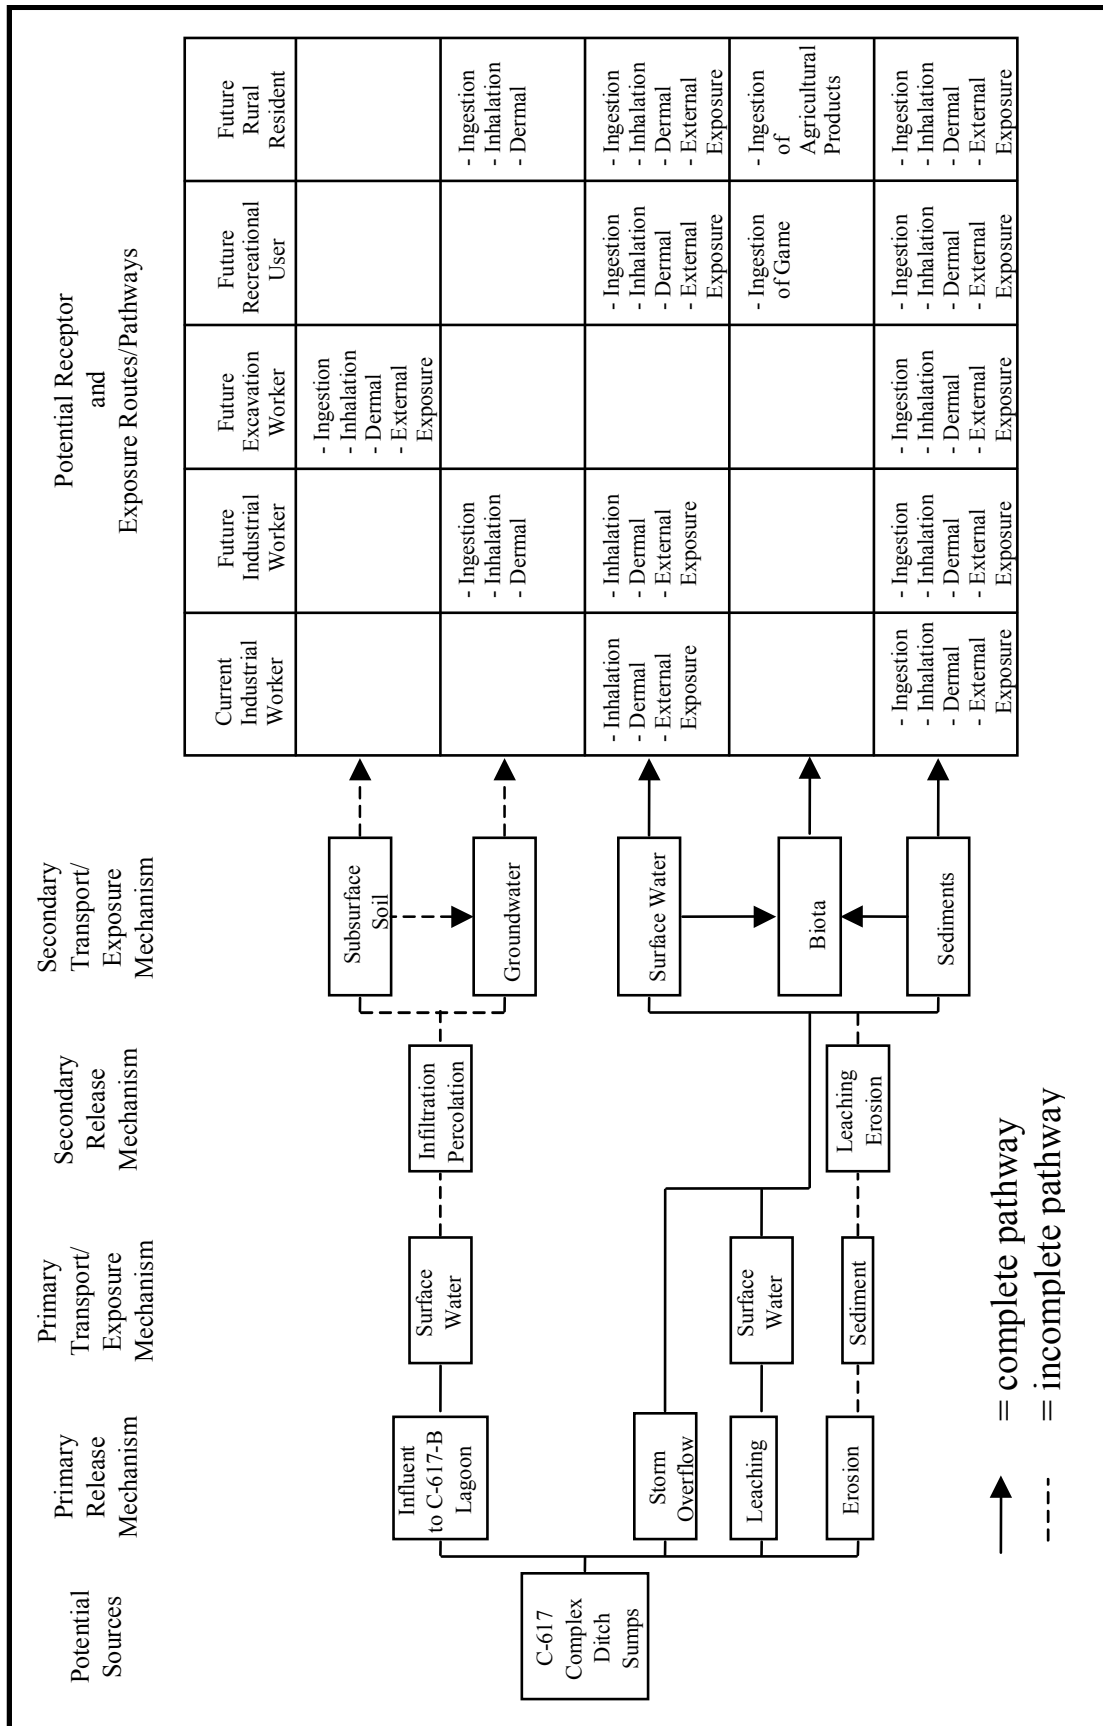 Potential
Sources
Primary
Release
Mechanism
Primary
Transport/
Exposure
Mechanism
Secondary
Release
Mechanism
Secondary
Transport/
Exposure
Mechanism
Potential Receptor
and
Exposure Routes/Pathways
Current
Industrial
Worker
Future
Industrial
Worker
Future
Excavation
Worker
Future
Recreational
User
Future
Rural
Resident
C-617
Complex
Ditch
Sumps
Influent
to C-617-B
Lagoon
Surface
Water
Infiltration
Percolation
Subsurface
Soil
- Ingestion
- Inhalation
- Dermal
- External
Exposure
Groundwater
- Ingestion
- Inhalation
- Dermal
- Ingestion
- Inhalation
- Dermal
Storm
Overflow
Surface Water
- Inhalation
- Dermal
- External
Exposure
- Inhalation
- Dermal
- External
Exposure
- Ingestion
- Inhalation
- Dermal
- External
Exposure
- Ingestion
- Inhalation
- Dermal
- External
Exposure
Leaching
Surface
Water
Biota
- Ingestion
of Game
- Ingestion
of
Agricultural
Products
Erosion
Sediment
Leaching
Erosion
Sediments
- Ingestion
- Inhalation
- Dermal
- External
Exposure
- Ingestion
- Inhalation
- Dermal
- External
Exposure
- Ingestion
- Inhalation
- Dermal
- External
Exposure
- Ingestion
- Inhalation
- Dermal
- External
Exposure
- Ingestion
- Inhalation
- Dermal
- External
Exposure
= complete pathway
= incomplete pathway